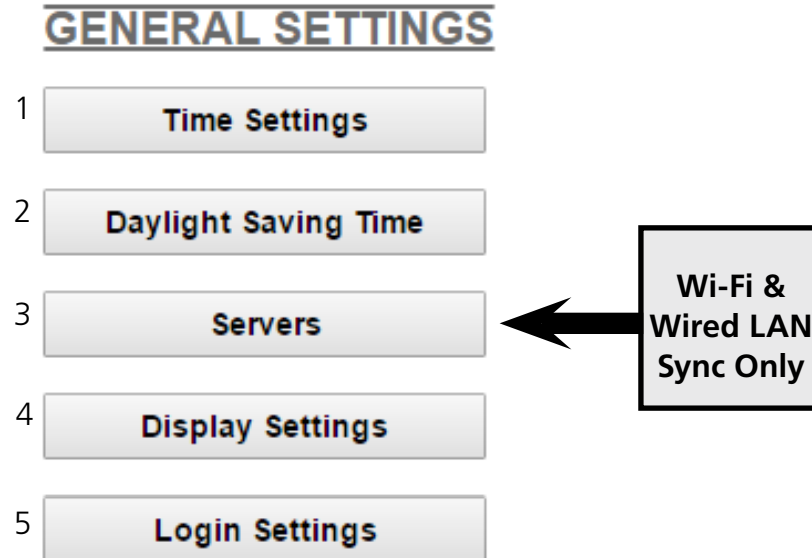 GENERAL SETTINGS
1 Time Settings
2 Daylight Saving Time
3 Servers
Wi-Fi &
Wired LAN
Sync Only
4 Display Settings
5 Login Settings